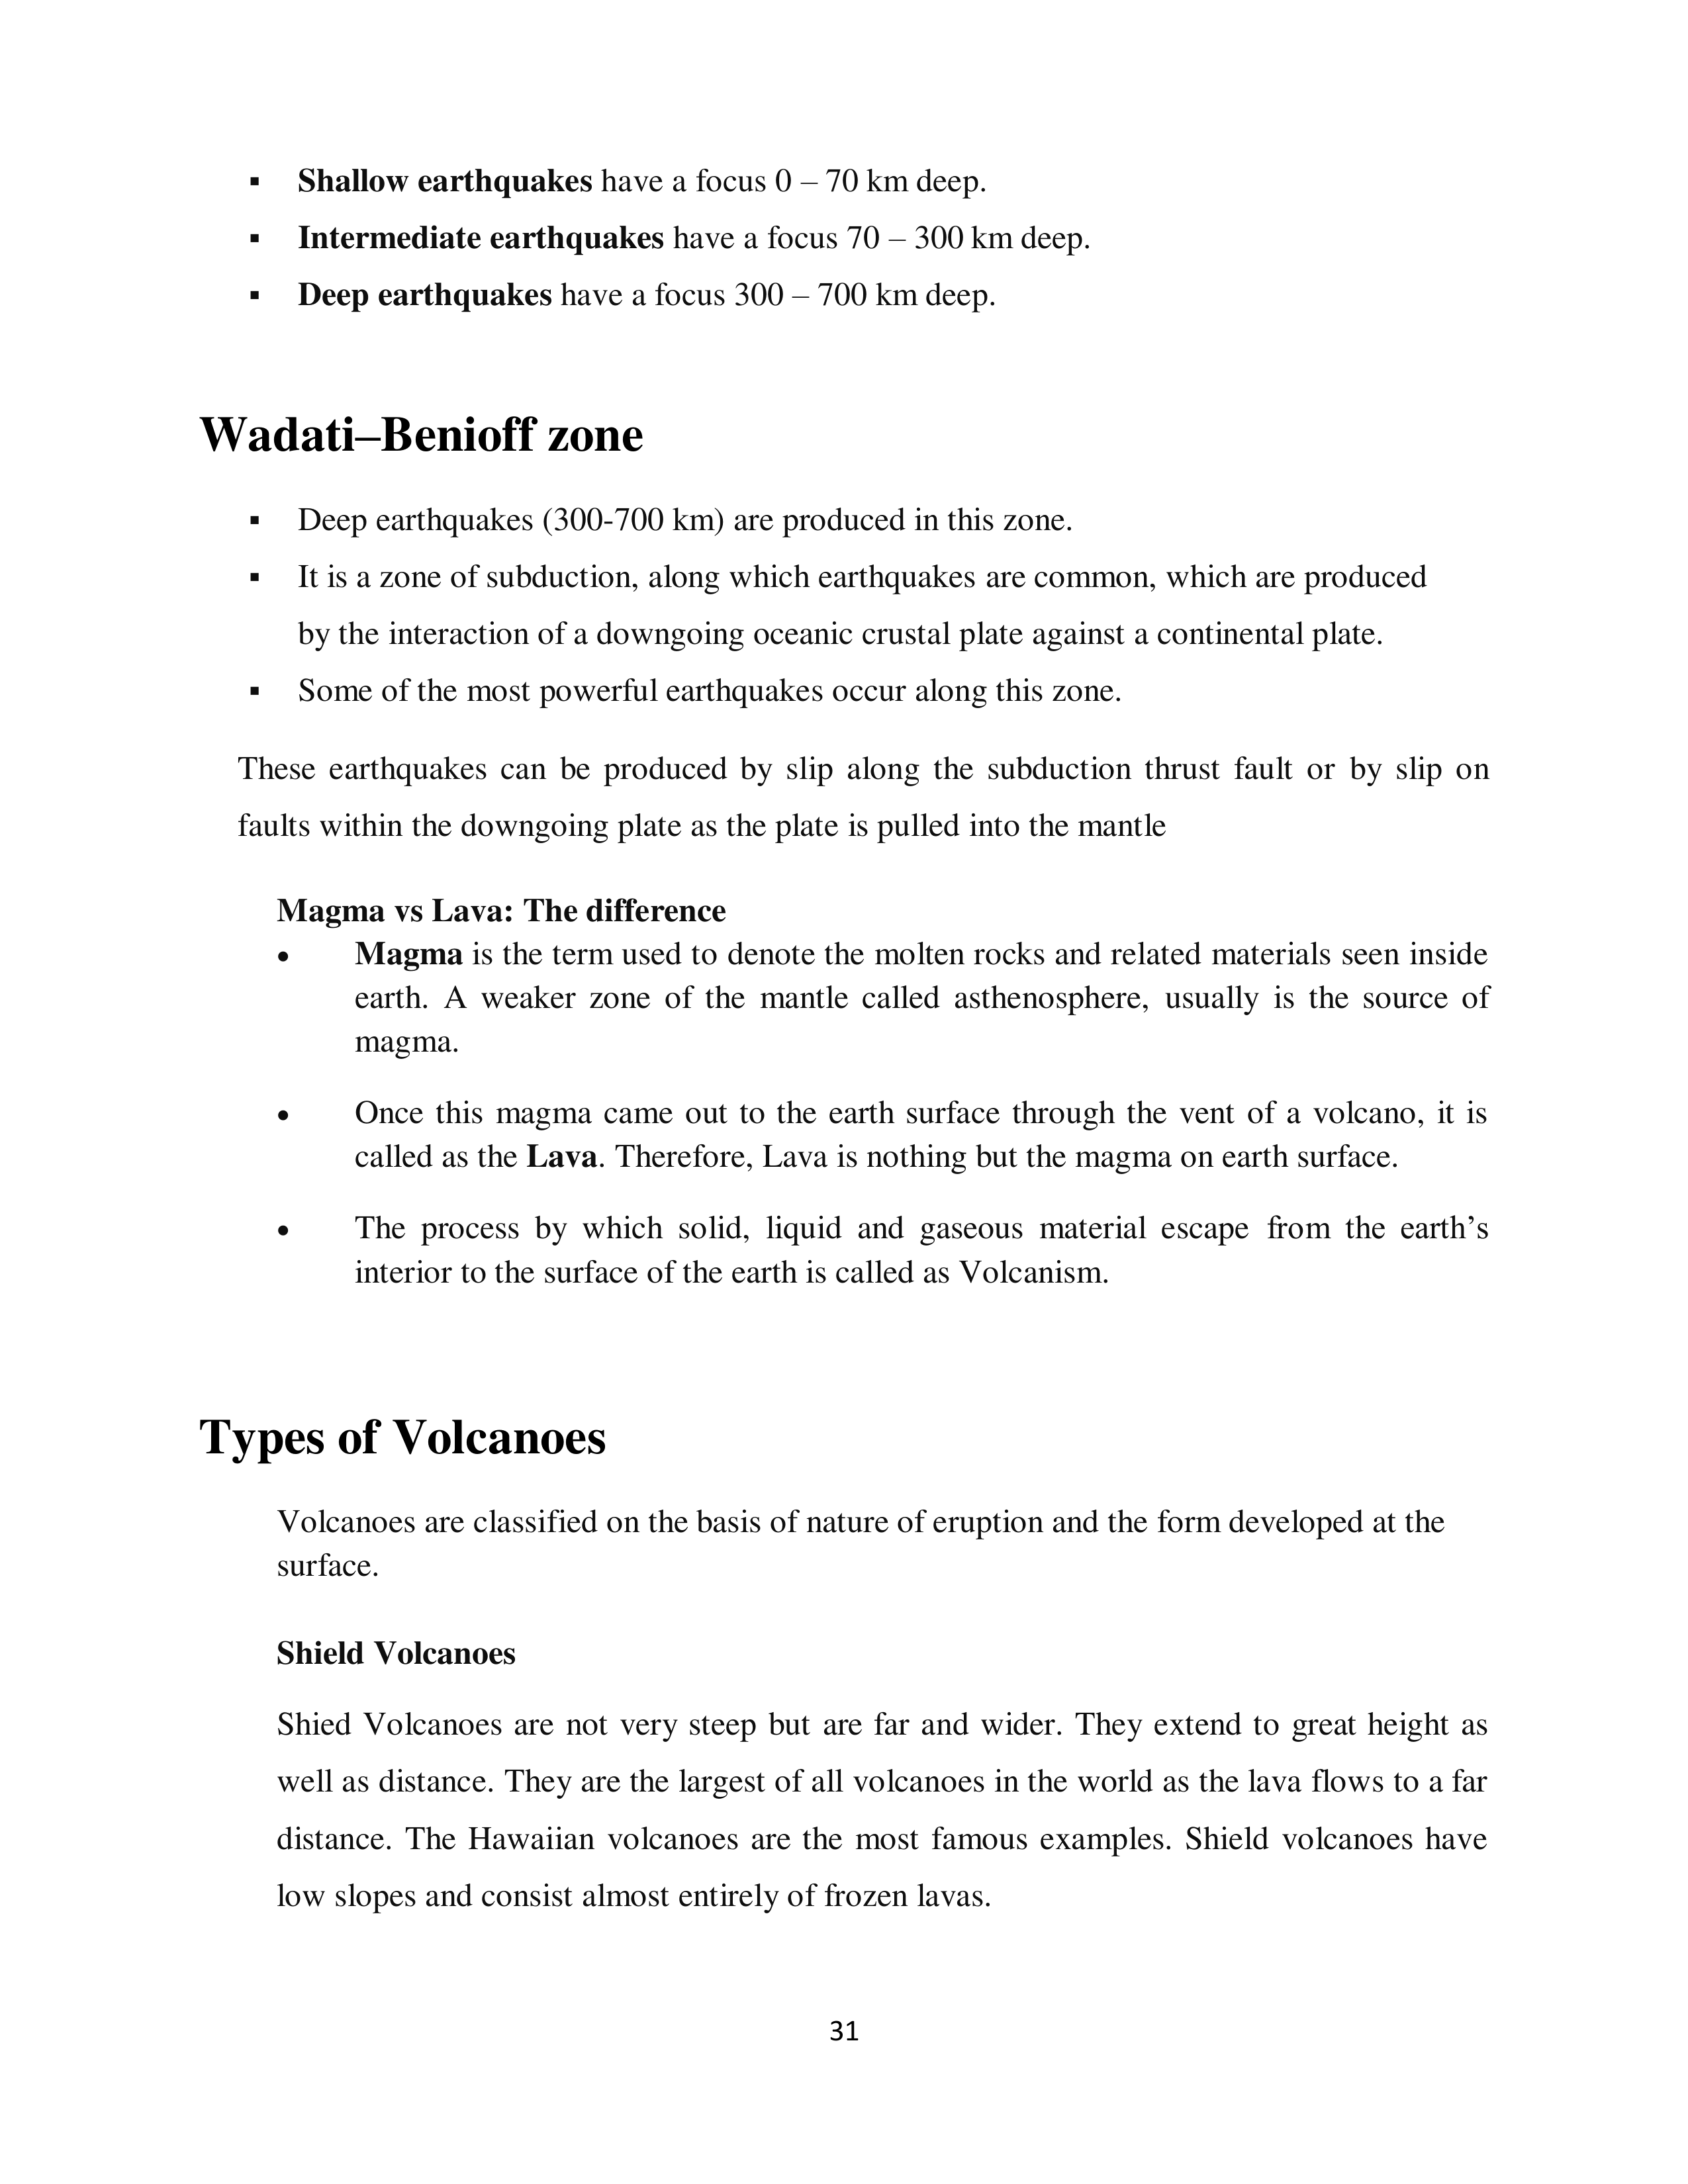 ▪ Shallow earthquakes have a focus 0 – 70 km deep.
▪ Intermediate earthquakes have a focus 70 – 300 km deep.
▪ Deep earthquakes have a focus 300 – 700 km deep.
Wadati–Benioff zone
▪ Deep earthquakes (300-700 km) are produced in this zone.
▪ It is a zone of subduction, along which earthquakes are common, which are produced
by the interaction of a downgoing oceanic crustal plate against a continental plate.
▪ Some of the most powerful earthquakes occur along this zone.
These earthquakes can be produced by slip along the subduction thrust fault or by slip on
faults within the downgoing plate as the plate is pulled into the mantle
Magma vs Lava: The difference
• Magma is the term used to denote the molten rocks and related materials seen inside
earth. A weaker zone of the mantle called asthenosphere, usually is the source of
magma.
• Once this magma came out to the earth surface through the vent of a volcano, it is
called as the Lava. Therefore, Lava is nothing but the magma on earth surface.
• The process by which solid, liquid and gaseous material escape from the earth’s
interior to the surface of the earth is called as Volcanism.
Types of Volcanoes
Volcanoes are classified on the basis of nature of eruption and the form developed at the
surface.
Shield Volcanoes
Shied Volcanoes are not very steep but are far and wider. They extend to great height as
well as distance. They are the largest of all volcanoes in the world as the lava flows to a far
distance. The Hawaiian volcanoes are the most famous examples. Shield volcanoes have
low slopes and consist almost entirely of frozen lavas.
31